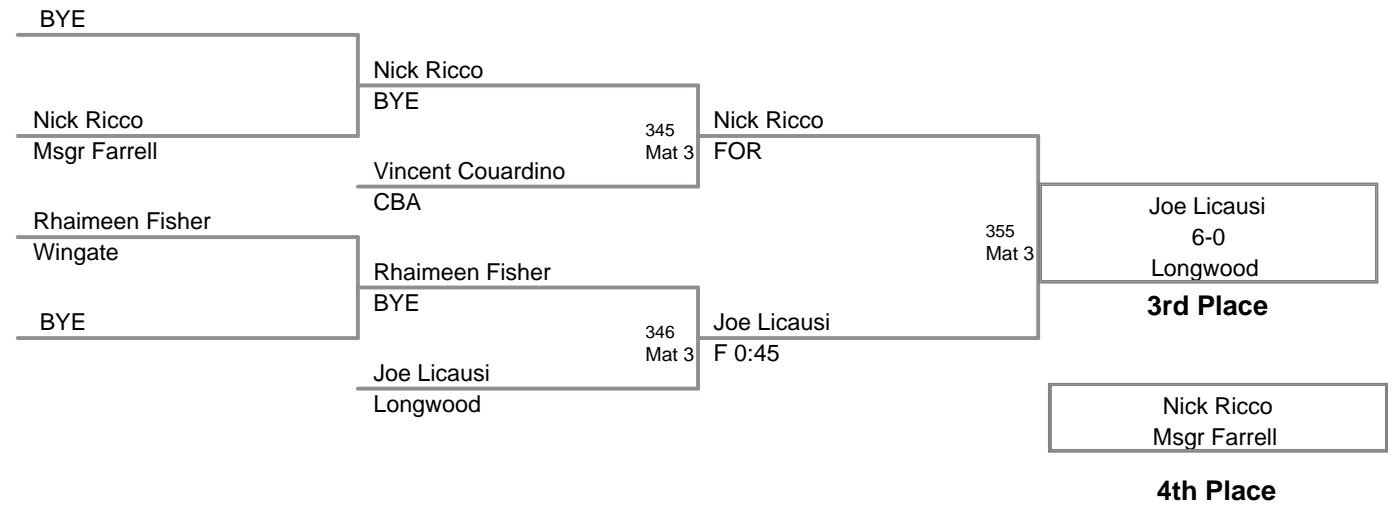 BYE
Nick Ricco
BYE
Nick Ricco
Msgr Farrell
345
Mat 3
Nick Ricco
FOR
Vincent Couardino
CBA
Rhaimeen Fisher
Wingate
Joe Licausi
6-0
Longwood
355
Mat 3
3rd Place
Rhaimeen Fisher
BYE
BYE
346
Mat 3
Joe Licausi
F 0:45
Joe Licausi
Longwood
Nick Ricco
Msgr Farrell
4th Place